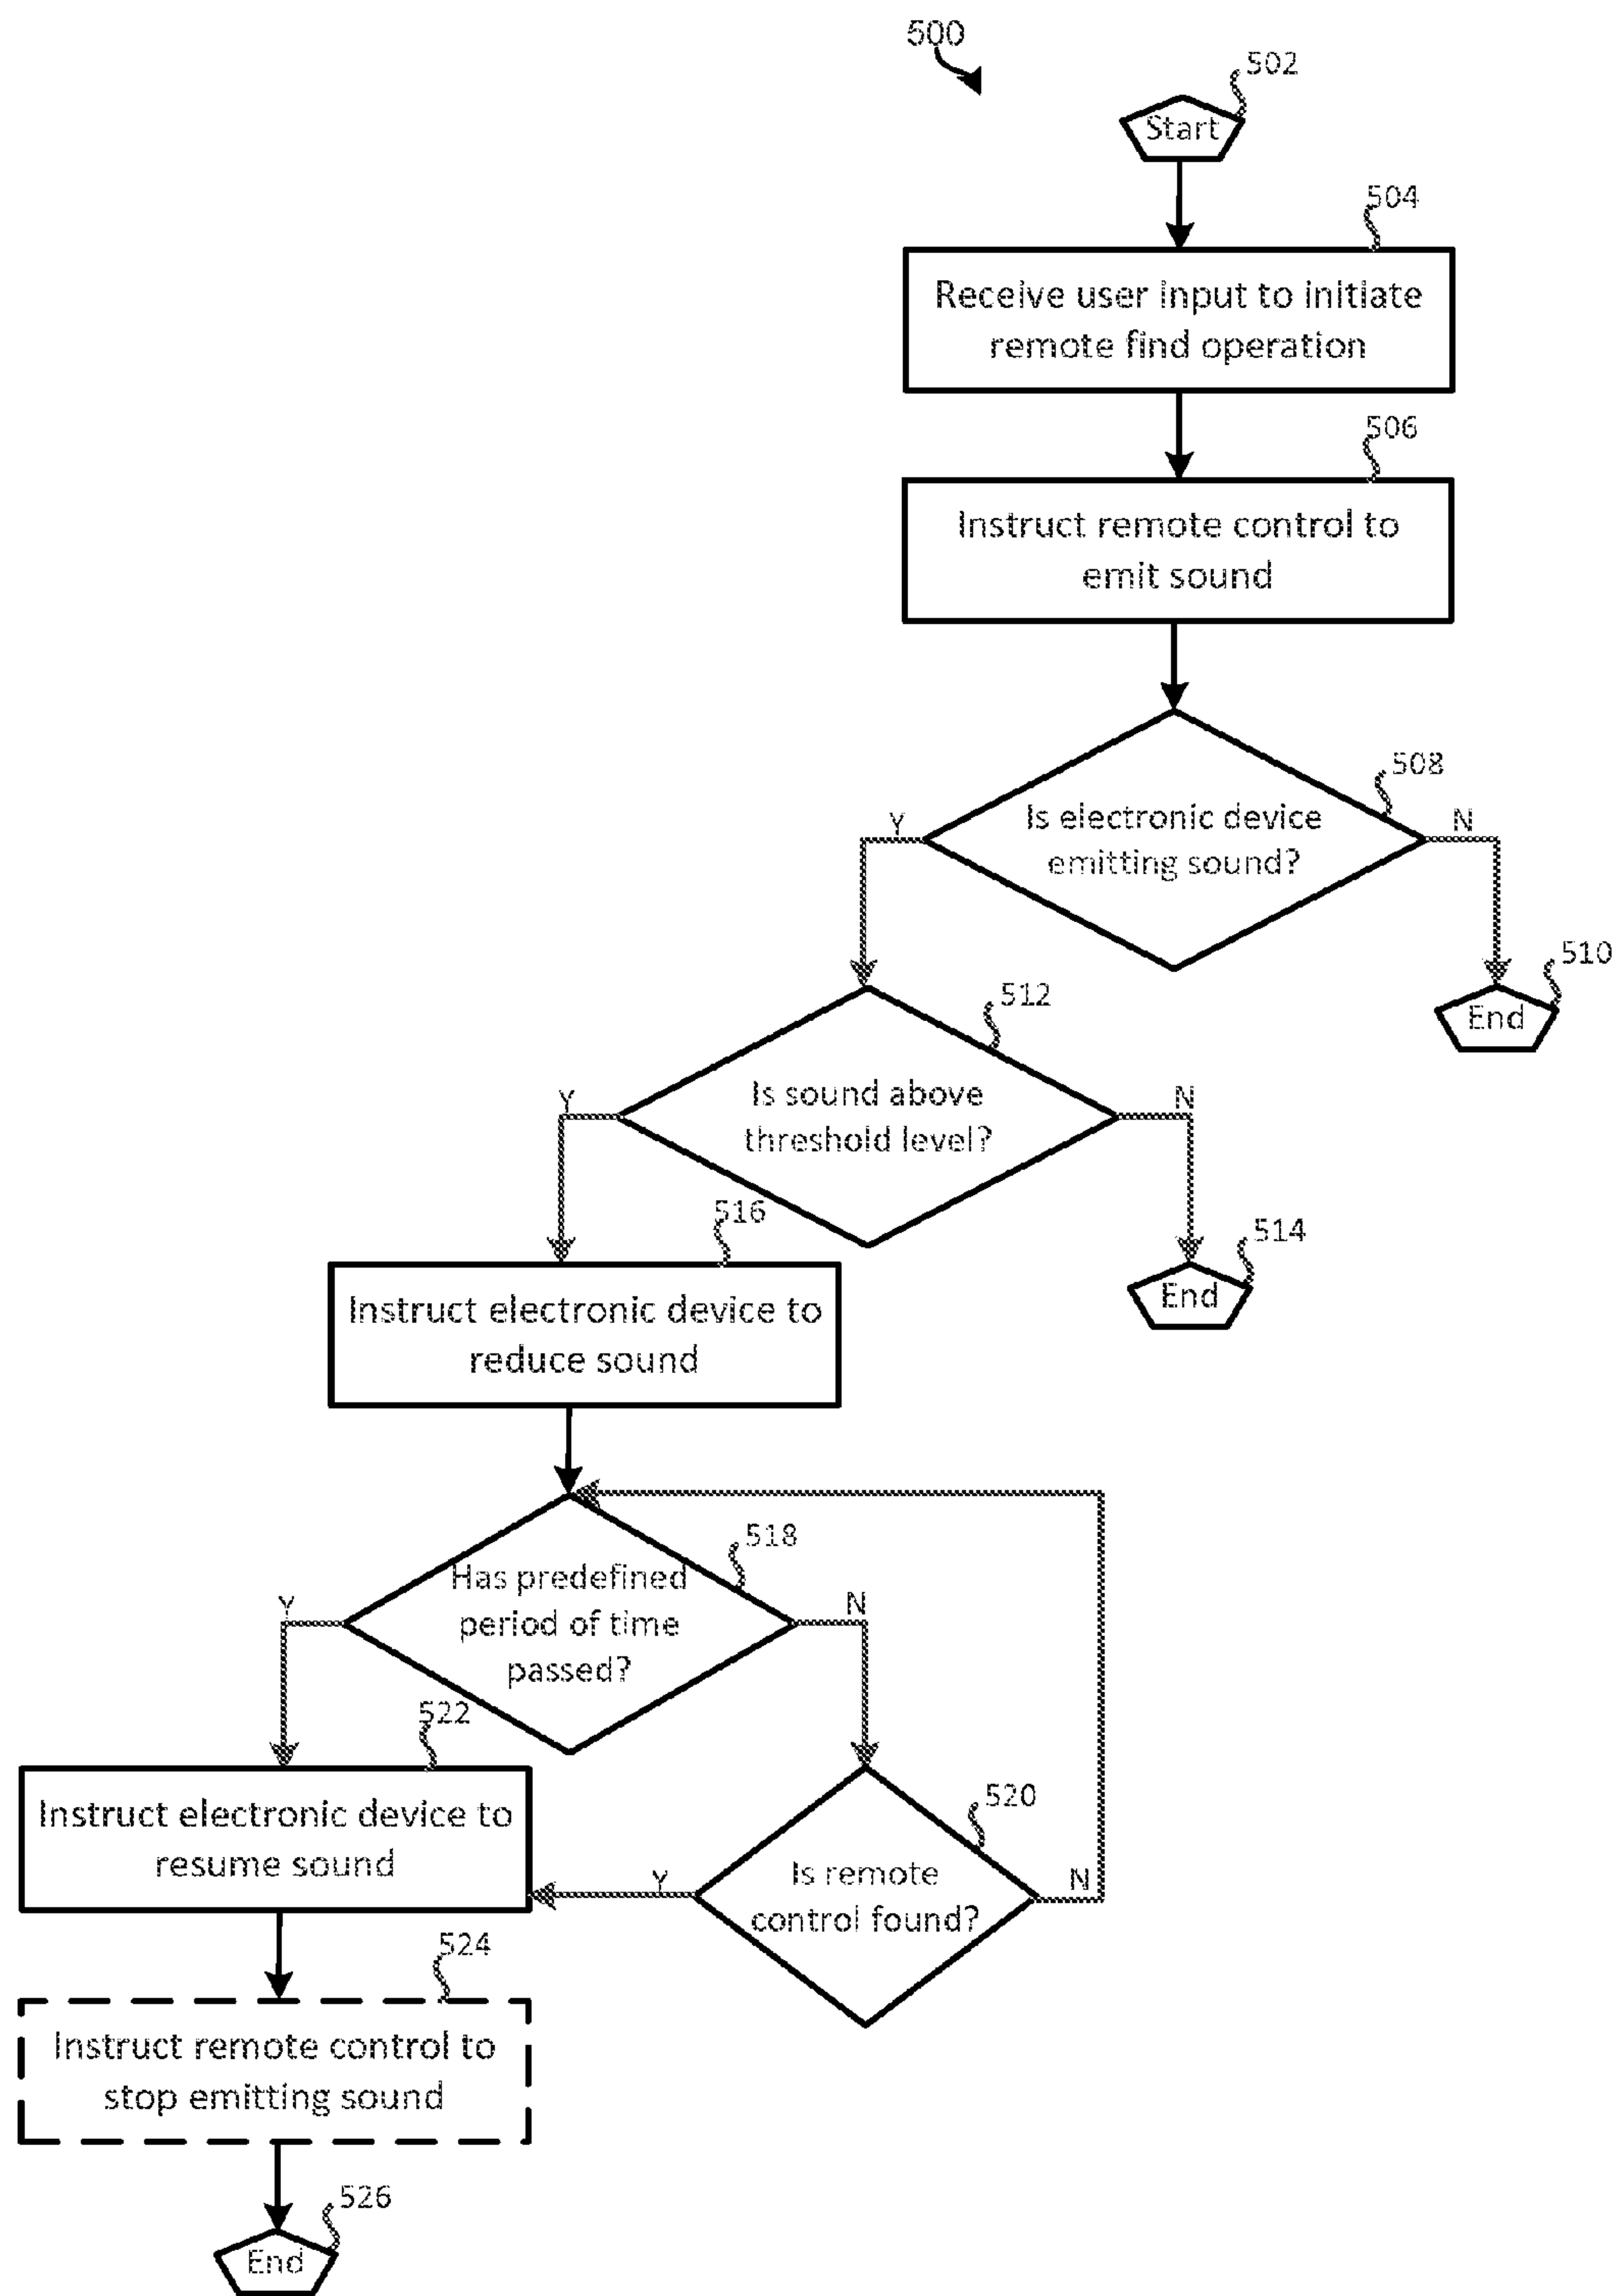 500
502
Start
504
Receive user input to initiate
remote find operation
506
Instruct remote control to
emit sound
508
Is electronic device
emitting sound?
Y
N
510
End
512
Is sound above
threshold level?
Y
N
514
End
516
Instruct electronic device to
reduce sound
518
Has predefined
period of time
passed?
Y
N
522
Instruct electronic device to
resume sound
520
Is remote
control found?
Y
N
524
Instruct remote control to
stop emitting sound
526
End